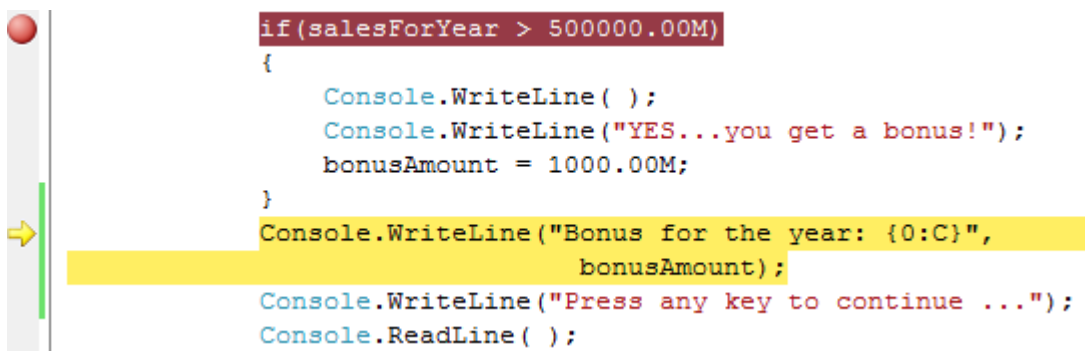 if(salesForYear > 500000.00M)
{
Console.WriteLine( );
Console.WriteLine("YES...you get a bonus!");
bonusAmount = 1000.00M;
}
Console.WriteLine("Bonus for the year: {0:C}",
bonusAmount);
Console.WriteLine("Press any key to continue ...");
Console.ReadLine( );